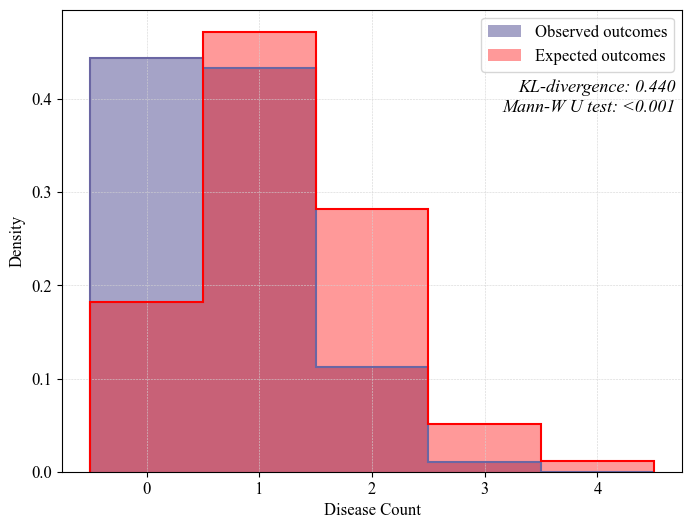 Observed outcomes
Expected outcomes
KL-divergence: 0.440
Mann-W U test: <0.001
Density
0.4
0.3
0.2
0.1
0.0
0 1 2 3 4
Disease Count